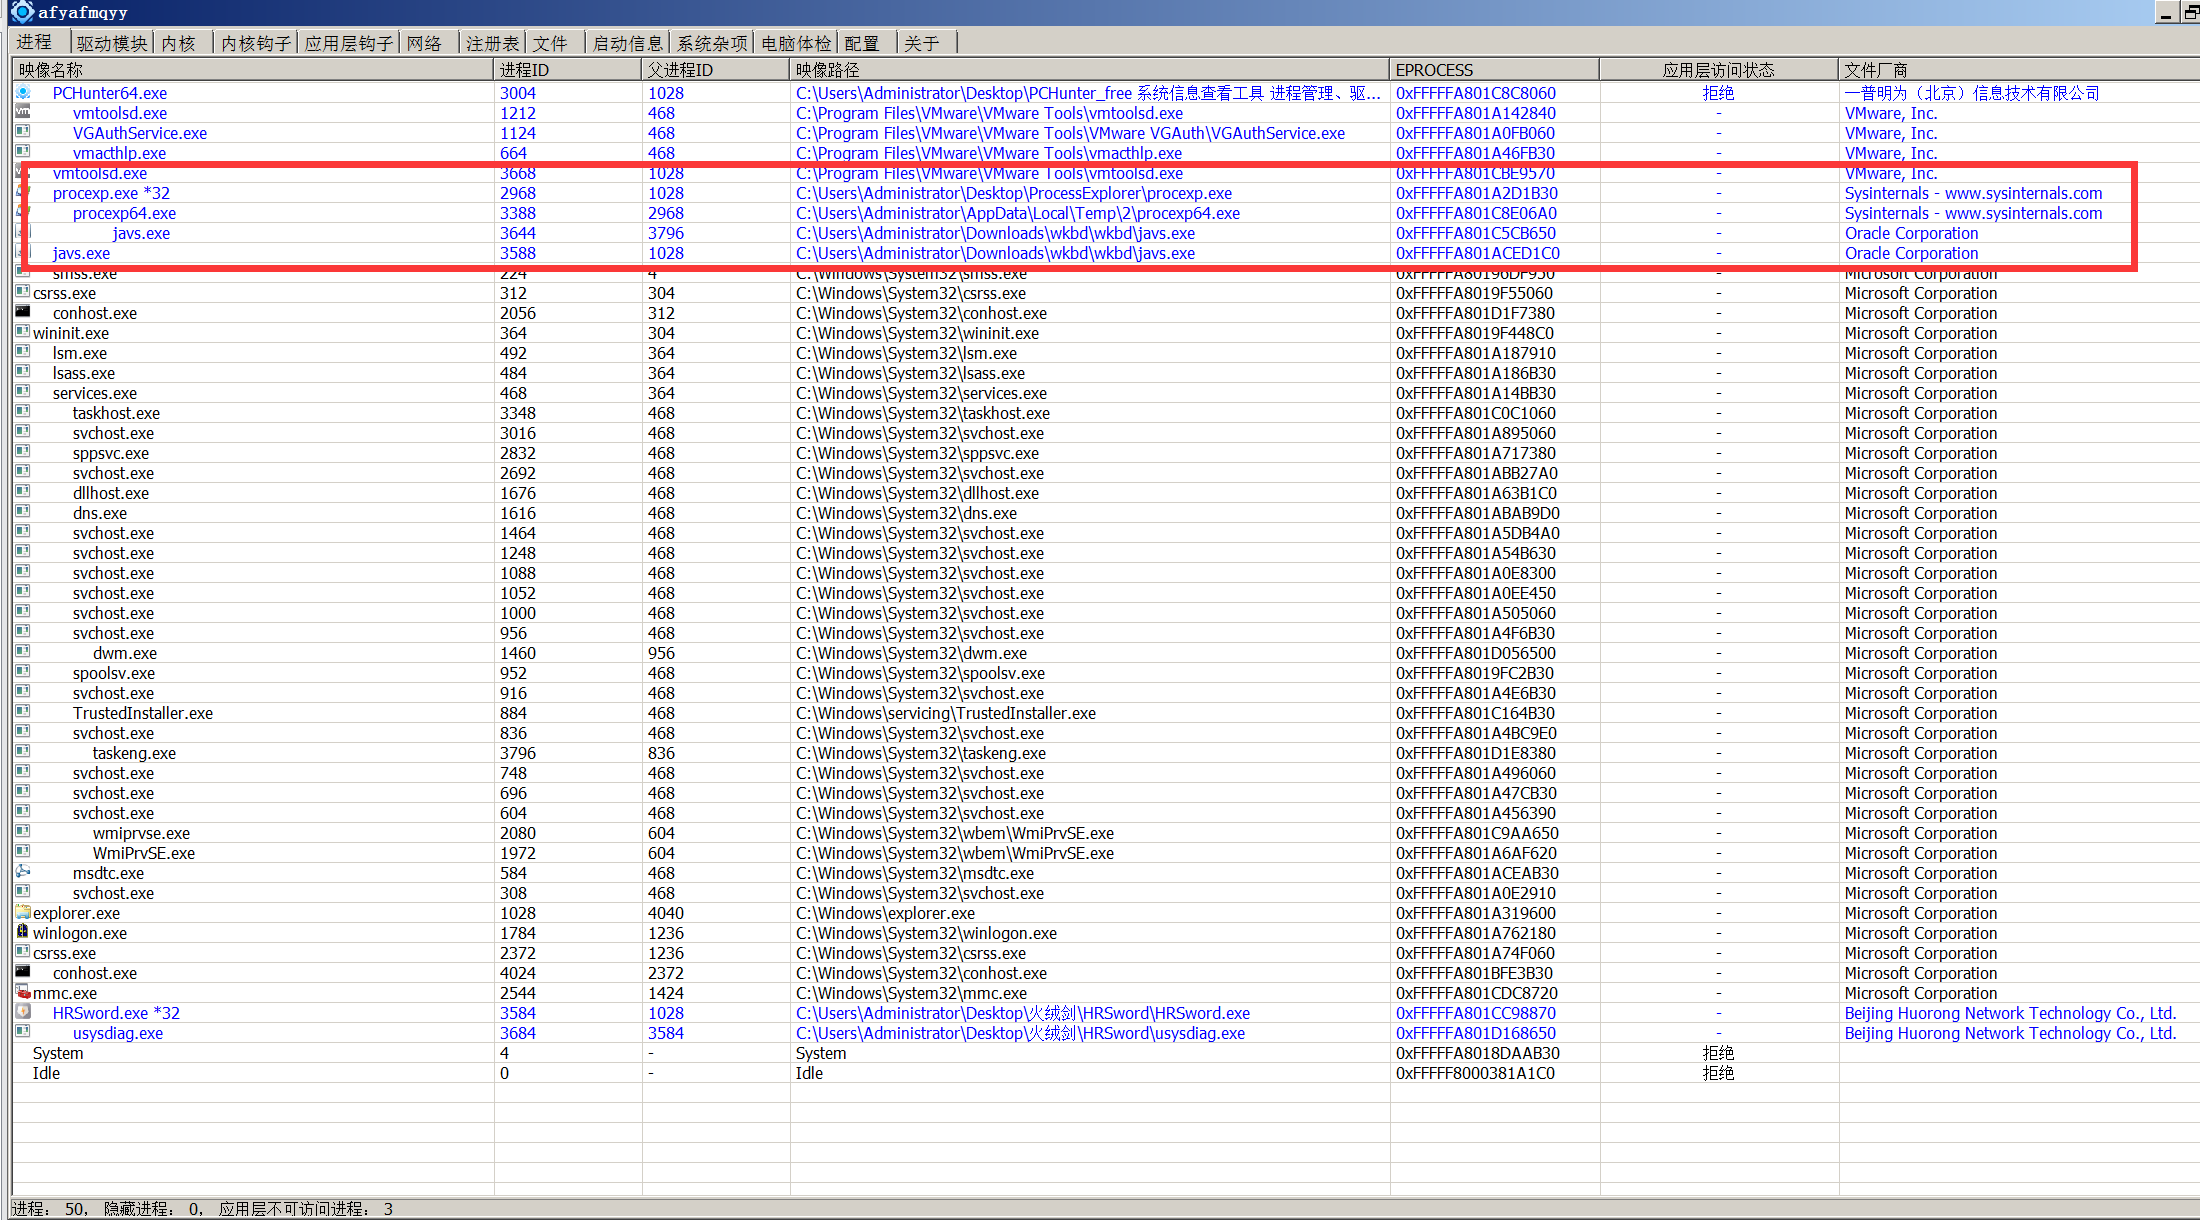 afyafmqyy
进程 驱动模块 内核 内核钩子 应用层钩子 网络 注册表 文件 启动信息 系统杂项 电脑体检 配置 关于
映像名称 进程ID 父进程ID 映像路径 EPROCESS 应用层访问状态 文件厂商
PCHunter64.exe 3004 1028 C:\Users\Administrator\Desktop\PCHunter_free 系统信息查看工具 进程管理、驱... 0xFFFFFA801C8C8060 拒绝 一普明为（北京）信息技术有限公司
vmtoolsd.exe 1212 468 C:\Program Files\VMware\VMware Tools\vmtoolsd.exe 0xFFFFFA801A142840 - VMware, Inc.
VGAuthService.exe 1124 468 C:\Program Files\VMware\VMware Tools\VMware VGAuth\VGAuthService.exe 0xFFFFFA801A0FB060 - VMware, Inc.
vmacthlp.exe 664 468 C:\Program Files\VMware\VMware Tools\vmacthlp.exe 0xFFFFFA801A46FB30 - VMware, Inc.
vmtoolsd.exe 3668 1028 C:\Program Files\VMware\VMware Tools\vmtoolsd.exe 0xFFFFFA801CBE9570 - VMware, Inc.
procexp.exe *32 2968 1028 C:\Users\Administrator\Desktop\ProcessExplorer\procexp.exe 0xFFFFFA801A2D1B30 - Sysinternals - www.sysinternals.com
procexp64.exe 3388 2968 C:\Users\Administrator\AppData\Local\Temp\2\procexp64.exe 0xFFFFFA801C8E06A0 - Sysinternals - www.sysinternals.com
javs.exe 3644 3796 C:\Users\Administrator\Downloads\wkbd\wkbd\javs.exe 0xFFFFFA801C5CB650 - Oracle Corporation
javs.exe 3588 1028 C:\Users\Administrator\Downloads\wkbd\wkbd\javs.exe 0xFFFFFA801ACED1C0 - Oracle Corporation
smss.exe 224 4 C:\Windows\System32\smss.exe 0xFFFFFA80196DF950 - Microsoft Corporation
csrss.exe 312 304 C:\Windows\System32\csrss.exe 0xFFFFFA8019F55060 - Microsoft Corporation
conhost.exe 2056 312 C:\Windows\System32\conhost.exe 0xFFFFFA801D1F7380 - Microsoft Corporation
wininit.exe 364 304 C:\Windows\System32\wininit.exe 0xFFFFFA8019F448C0 - Microsoft Corporation
lsm.exe 492 364 C:\Windows\System32\lsm.exe 0xFFFFFA801A187910 - Microsoft Corporation
lsass.exe 484 364 C:\Windows\System32\lsass.exe 0xFFFFFA801A186B30 - Microsoft Corporation
services.exe 468 364 C:\Windows\System32\services.exe 0xFFFFFA801A14BB30 - Microsoft Corporation
taskhost.exe 3348 468 C:\Windows\System32\taskhost.exe 0xFFFFFA801C0C1060 - Microsoft Corporation
svchost.exe 3016 468 C:\Windows\System32\svchost.exe 0xFFFFFA801A895060 - Microsoft Corporation
sppsvc.exe 2832 468 C:\Windows\System32\sppsvc.exe 0xFFFFFA801A717380 - Microsoft Corporation
svchost.exe 2692 468 C:\Windows\System32\svchost.exe 0xFFFFFA801ABB27A0 - Microsoft Corporation
dllhost.exe 1676 468 C:\Windows\System32\dllhost.exe 0xFFFFFA801A63B1C0 - Microsoft Corporation
dns.exe 1616 468 C:\Windows\System32\dns.exe 0xFFFFFA801ABAB9D0 - Microsoft Corporation
svchost.exe 1464 468 C:\Windows\System32\svchost.exe 0xFFFFFA801A5DB4A0 - Microsoft Corporation
svchost.exe 1248 468 C:\Windows\System32\svchost.exe 0xFFFFFA801A54B630 - Microsoft Corporation
svchost.exe 1088 468 C:\Windows\System32\svchost.exe 0xFFFFFA801A0E8300 - Microsoft Corporation
svchost.exe 1052 468 C:\Windows\System32\svchost.exe 0xFFFFFA801A0EE450 - Microsoft Corporation
svchost.exe 1000 468 C:\Windows\System32\svchost.exe 0xFFFFFA801A505060 - Microsoft Corporation
svchost.exe 956 468 C:\Windows\System32\svchost.exe 0xFFFFFA801A4F6B30 - Microsoft Corporation
dwm.exe 1460 956 C:\Windows\System32\dwm.exe 0xFFFFFA801D056500 - Microsoft Corporation
spoolsv.exe 952 468 C:\Windows\System32\spoolsv.exe 0xFFFFFA8019FC2B30 - Microsoft Corporation
svchost.exe 916 468 C:\Windows\System32\svchost.exe 0xFFFFFA801A4E6B30 - Microsoft Corporation
TrustedInstaller.exe 884 468 C:\Windows\servicing\TrustedInstaller.exe 0xFFFFFA801C164B30 - Microsoft Corporation
svchost.exe 836 468 C:\Windows\System32\svchost.exe 0xFFFFFA801A4BC9E0 - Microsoft Corporation
taskeng.exe 3796 836 C:\Windows\System32\taskeng.exe 0xFFFFFA801D1E8380 - Microsoft Corporation
svchost.exe 748 468 C:\Windows\System32\svchost.exe 0xFFFFFA801A496060 - Microsoft Corporation
svchost.exe 696 468 C:\Windows\System32\svchost.exe 0xFFFFFA801A47CB30 - Microsoft Corporation
svchost.exe 604 468 C:\Windows\System32\svchost.exe 0xFFFFFA801A456390 - Microsoft Corporation
wmiprvse.exe 2080 604 C:\Windows\System32\wbem\WmiPrvSE.exe 0xFFFFFA801C9AA650 - Microsoft Corporation
WmiPrvSE.exe 1972 604 C:\Windows\System32\wbem\WmiPrvSE.exe 0xFFFFFA801A6AF620 - Microsoft Corporation
msdtc.exe 584 468 C:\Windows\System32\msdtc.exe 0xFFFFFA801ACEAB30 - Microsoft Corporation
svchost.exe 308 468 C:\Windows\System32\svchost.exe 0xFFFFFA801A0E2910 - Microsoft Corporation
explorer.exe 1028 4040 C:\Windows\explorer.exe 0xFFFFFA801A319600 - Microsoft Corporation
winlogon.exe 1784 1236 C:\Windows\System32\winlogon.exe 0xFFFFFA801A762180 - Microsoft Corporation
csrss.exe 2372 1236 C:\Windows\System32\csrss.exe 0xFFFFFA801A74F060 - Microsoft Corporation
conhost.exe 4024 2372 C:\Windows\System32\conhost.exe 0xFFFFFA801BFE3B30 - Microsoft Corporation
mmc.exe 2544 1424 C:\Windows\System32\mmc.exe 0xFFFFFA801CDC8720 - Microsoft Corporation
HRSword.exe *32 3584 1028 C:\Users\Administrator\Desktop\火绒剑\HRSword\HRSword.exe 0xFFFFFA801CC98870 - Beijing Huorong Network Technology Co., Ltd.
usysdiag.exe 3684 3584 C:\Users\Administrator\Desktop\火绒剑\HRSword\usysdiag.exe 0xFFFFFA801D168650 - Beijing Huorong Network Technology Co., Ltd.
System 4 - System 0xFFFFFA8018DAAB30 拒绝
Idle 0 - Idle 0xFFFFF8000381A1C0 拒绝
进程： 50， 隐藏进程： 0， 应用层不可访问进程： 3